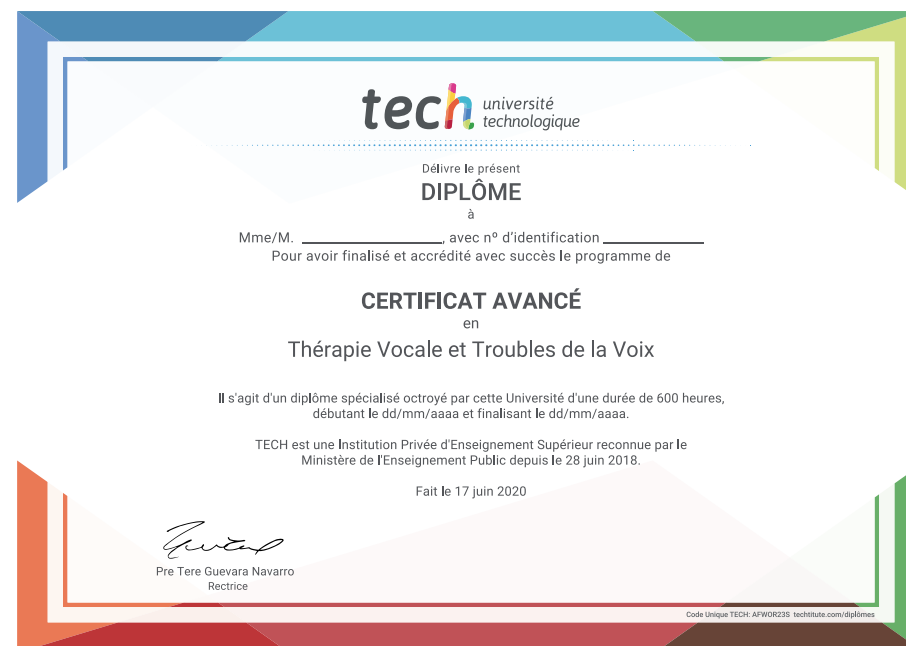 tech université
technologique
Délivre le présent
DIPLÔME
à
Mme/M. ____________, avec nº d'identification ____________
Pour avoir finalisé et accrédité avec succès le programme de
CERTIFICAT AVANCÉ
en
Thérapie Vocale et Troubles de la Voix
Il s'agit d'un diplôme spécialisé octroyé par cette Université d'une durée de 600 heures,
débutant le dd/mm/aaaa et finalisant le dd/mm/aaaa.
TECH est une Institution Privée d'Enseignement Supérieur reconnue par le
Ministère de l'Enseignement Public depuis le 28 juin 2018.
Fait le 17 juin 2020
Pre Tere Guevara Navarro
Rectrice
Code Unique TECH: AFWOR23S techtitute.com/diplômes